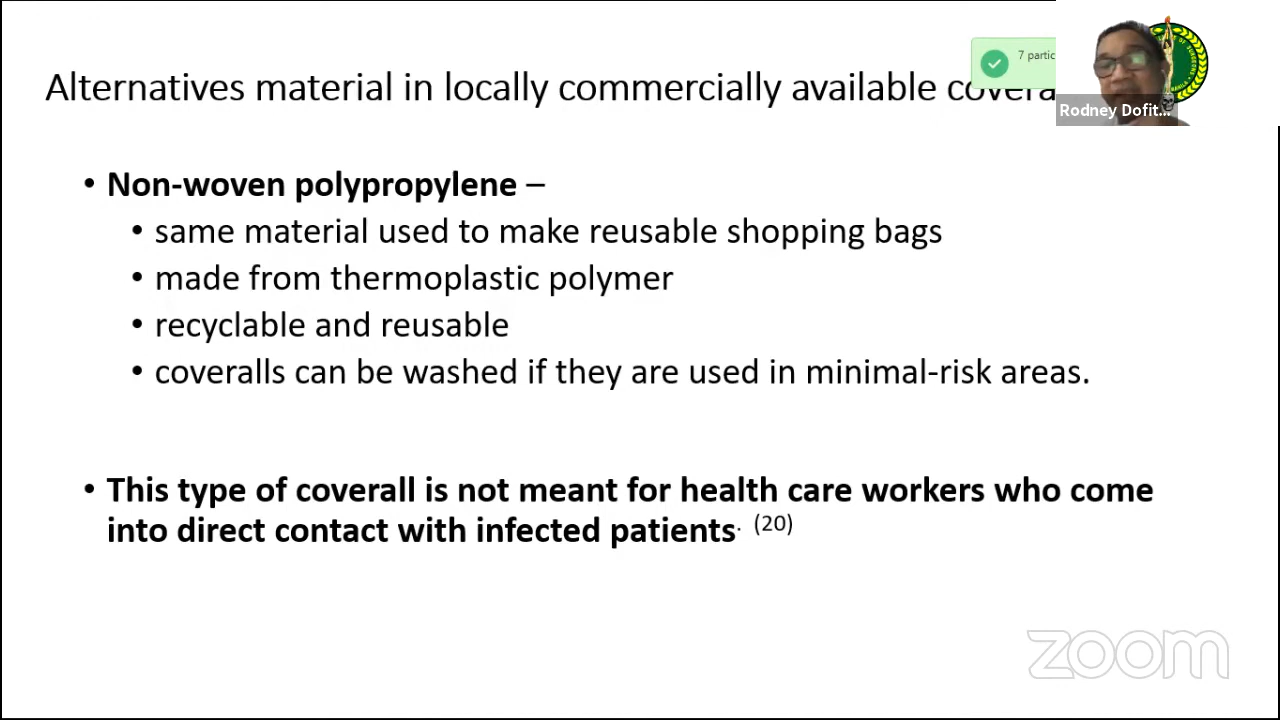 Alternatives material in locally commercially available covera
7 partic
Rodney Dofit...
• Non-woven polypropylene –
• same material used to make reusable shopping bags
• made from thermoplastic polymer
• recyclable and reusable
• coveralls can be washed if they are used in minimal-risk areas.
• This type of coverall is not meant for health care workers who come
into direct contact with infected patients. (20)
zoom